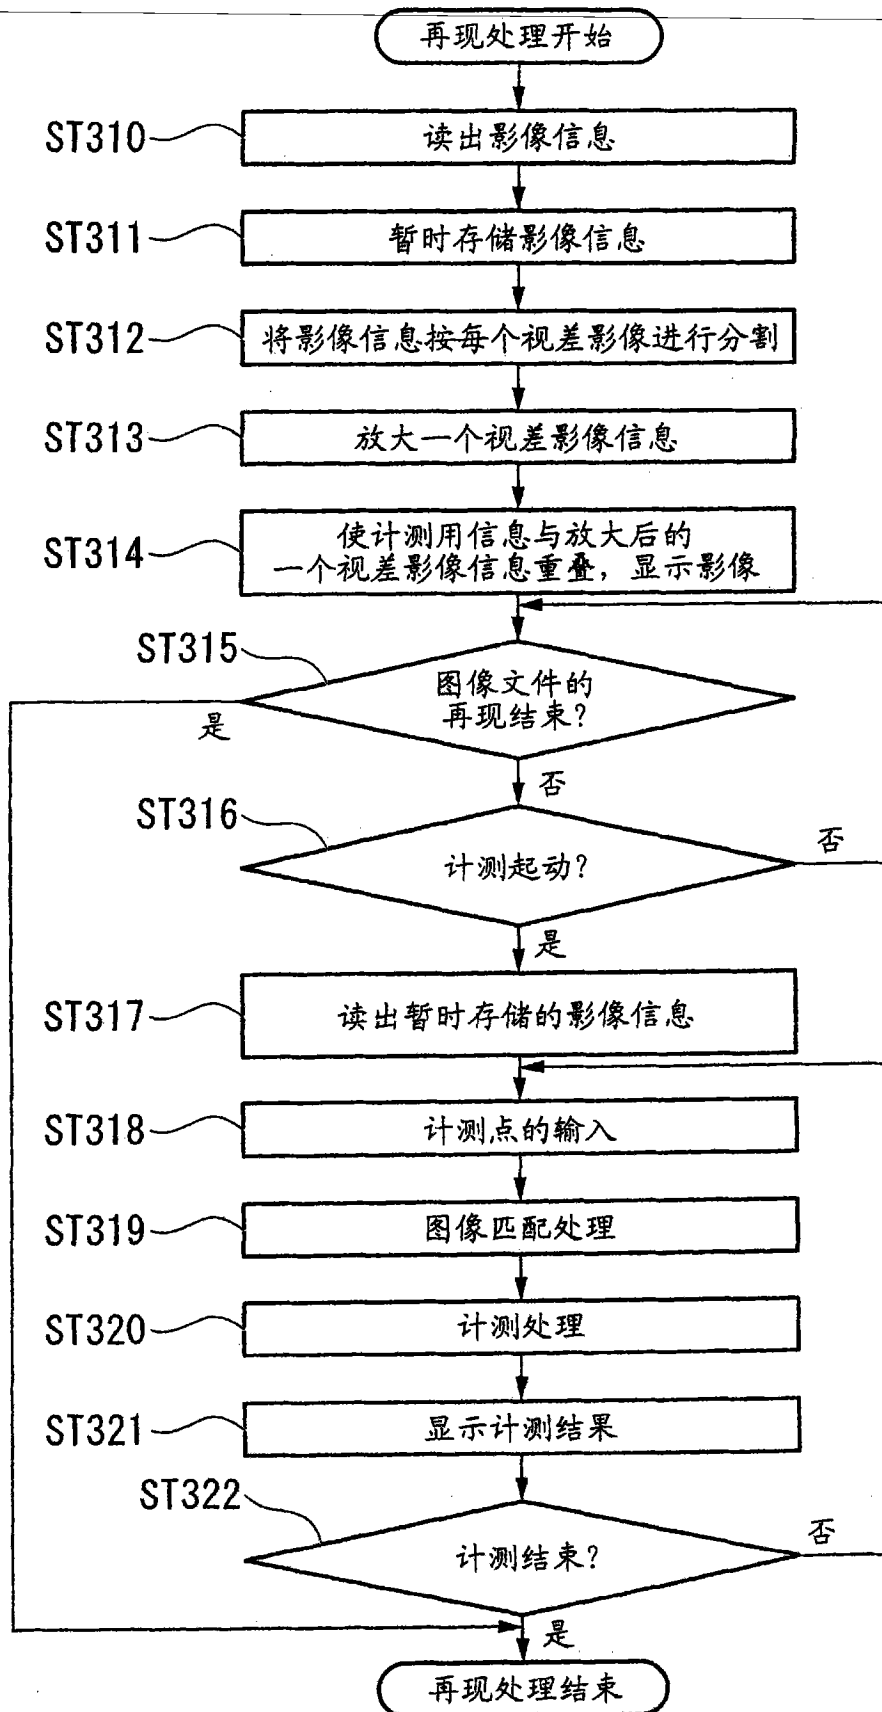 再现处理开始
ST310
读出影像信息
ST311
暂时存储影像信息
ST312
将影像信息按每个视差影像进行分割
ST313
放大一个视差影像信息
ST314
使计测用信息与放大后的
一个视差影像信息重叠，显示影像
ST315
图像文件的
再现结束?
是
否
ST316
计测起动?
否
是
ST317
读出暂时存储的影像信息
ST318
计测点的输入
ST319
图像匹配处理
ST320
计测处理
ST321
显示计测结果
ST322
计测结束?
否
是
再现处理结束